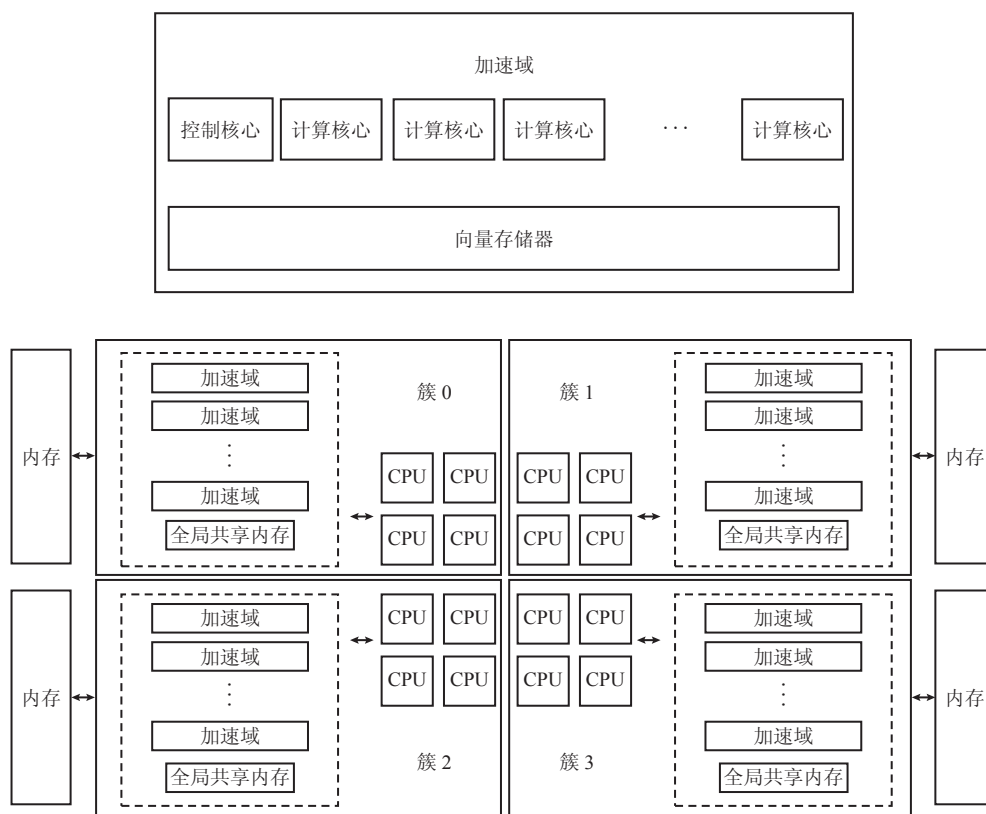 加速域
控制核心 计算核心 计算核心 计算核心 ··· 计算核心
向量存储器
内存
加速域
加速域
⋮
加速域
全局共享内存
簇 0
CPU CPU
CPU CPU
簇 1
CPU CPU
CPU CPU
加速域
加速域
⋮
加速域
全局共享内存
内存
内存
加速域
加速域
⋮
加速域
全局共享内存
CPU CPU
CPU CPU
簇 2
CPU CPU
CPU CPU
簇 3
加速域
加速域
⋮
加速域
全局共享内存
内存